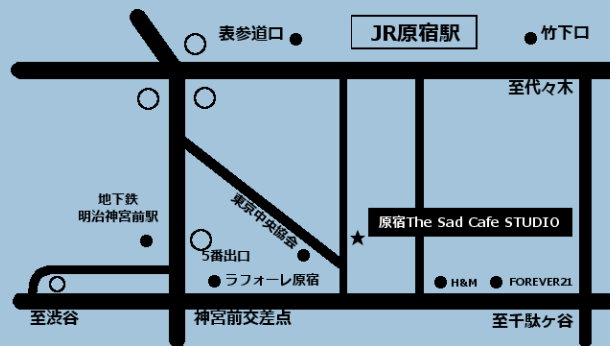 表参道口
JR原宿駅
竹下口
至代々木
地下鉄
明治神宮前駅
東京中央協会
原宿The Sad Cafe STUDIO
5番出口
ラフォーレ原宿
H&M
FOREVER21
至渋谷
神宮前交差点
至千駄ヶ谷